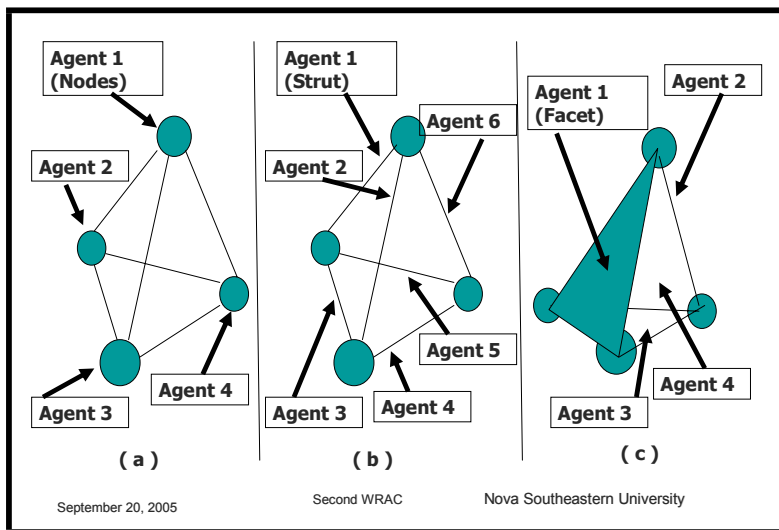 Agent 1
(Nodes)
Agent 2
Agent 3
Agent 4
( a )
Agent 1
(Strut)
Agent 6
Agent 2
Agent 5
Agent 3
Agent 4
( b )
Agent 1
(Facet)
Agent 2
Agent 4
Agent 3
( c )
September 20, 2005
Second WRAC
Nova Southeastern University